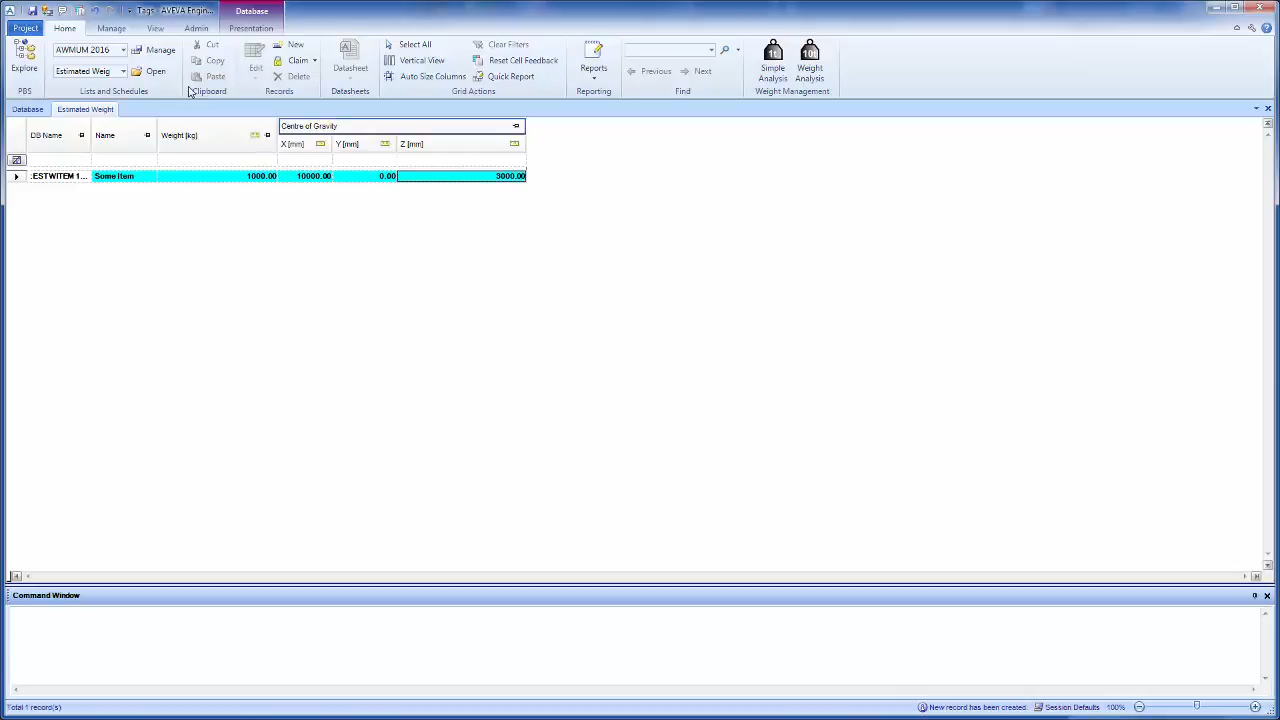 Tags - AVEVA Engin...
Database
Project
Home
Manage
View
Admin
Presentation
Explore
PBS
AWMUM 2016
Manage
Estimated Weig
Open
Lists and Schedules
Cut
Copy
Paste
Clipboard
Edit
New
Claim
Delete
Records
Datasheet
Datasheets
Select All
Vertical View
Auto Size Columns
Clear Filters
Reset Cell Feedback
Quick Report
Grid Actions
Reports
Reporting
Previous
Next
Find
1t
Simple Analysis
10t
Weight Analysis
Weight Management
Database
Estimated Weight
DB Name
Name
Weight [kg]
Centre of Gravity
X [mm]
Y [mm]
Z [mm]
:ESTWITEM 1... Some Item 1000.00 10000.00 0.00 3000.00
Command Window
Total 1 record(s)
New record has been created.
Session Defaults
100%